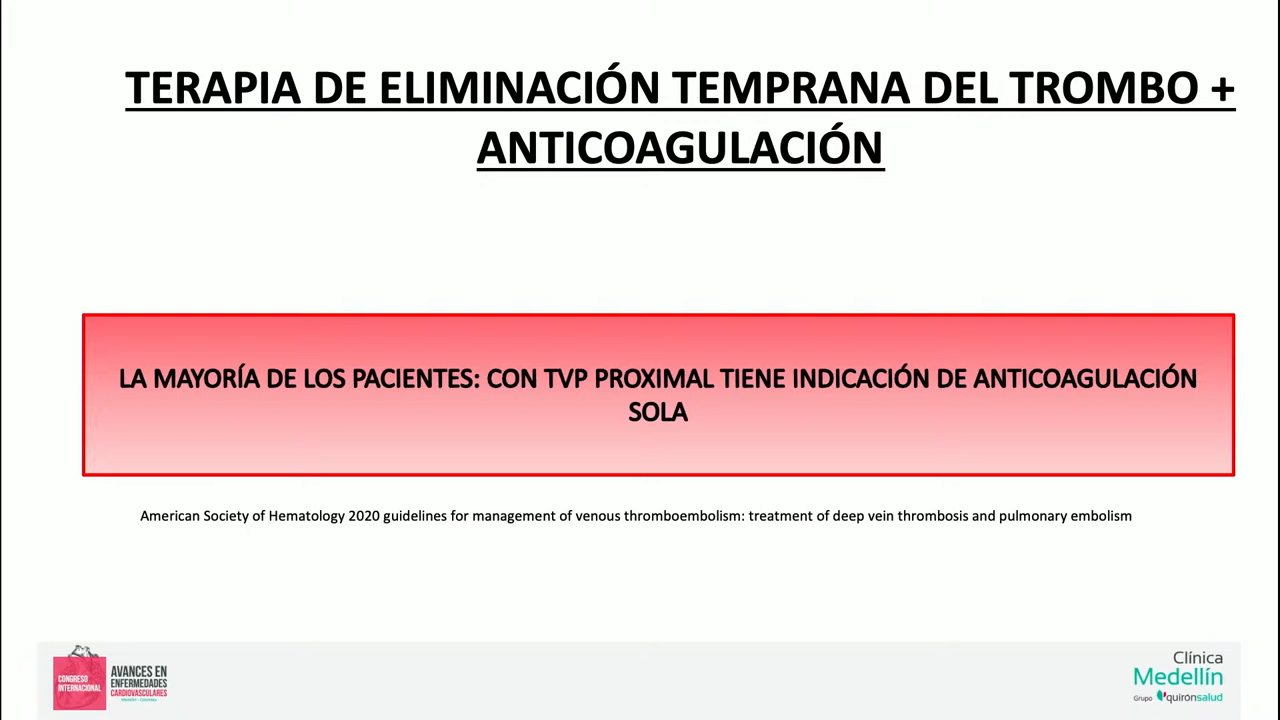 TERAPIA DE ELIMINACIÓN TEMPRANA DEL TROMBO +
ANTICOAGULACIÓN
LA MAYORÍA DE LOS PACIENTES: CON TVP PROXIMAL TIENE INDICACIÓN DE ANTICOAGULACIÓN
SOLA
American Society of Hematology 2020 guidelines for management of venous thromboembolism: treatment of deep vein thrombosis and pulmonary embolism
CONGRESO
INTERNACIONAL
AVANCES EN
ENFERMEDADES
CARDIOVASCULARES
Clínica
Medellín
Grupo quironsalud